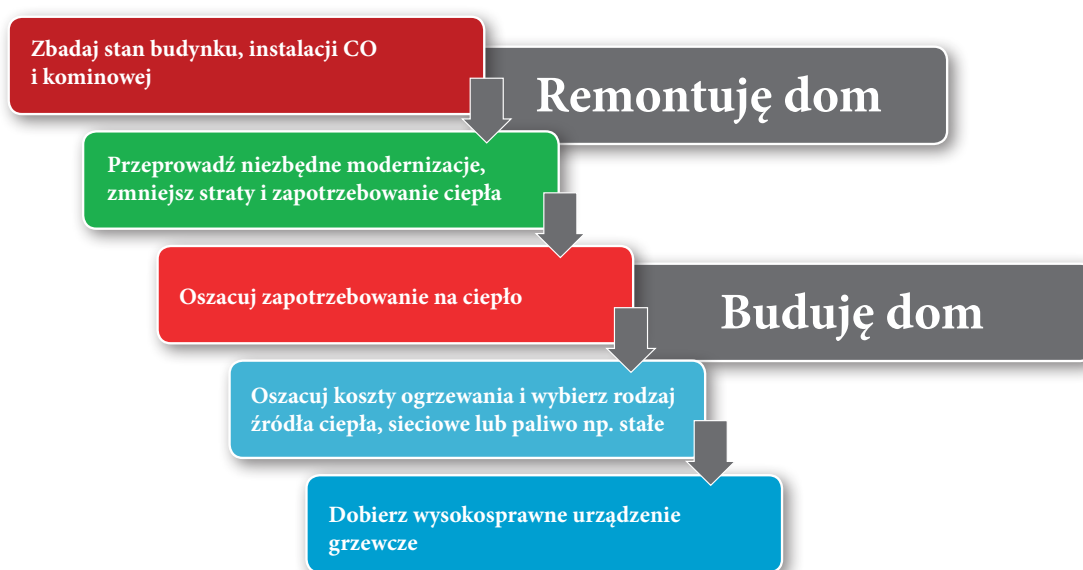 Zbadaj stan budynku, instalacji CO
i kominowej
Remontuję dom
Przeprowadź niezbędne modernizacje,
zmniejsz straty i zapotrzebowanie ciepła
Oszacuj zapotrzebowanie na ciepło
Buduję dom
Oszacuj koszty ogrzewania i wybierz rodzaj
źródła ciepła, sieciowe lub paliwo np. stałe
Dobierz wysokosprawne urządzenie
grzewcze